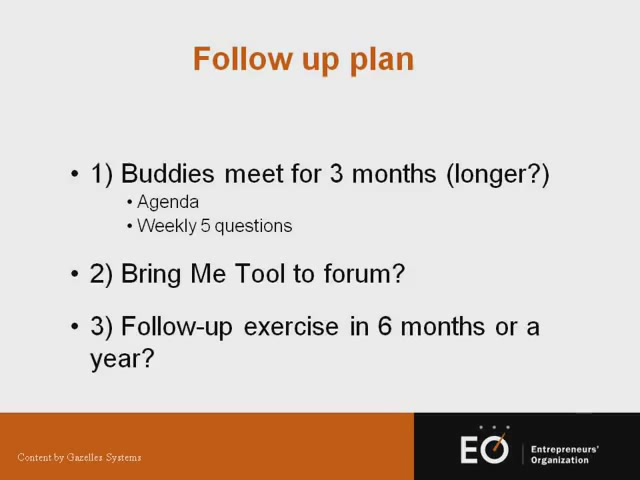 Follow up plan
• 1) Buddies meet for 3 months (longer?)
• Agenda
• Weekly 5 questions
• 2) Bring Me Tool to forum?
• 3) Follow-up exercise in 6 months or a
year?
Content by Gazelles Systems
EO
Entrepreneurs'
Organization